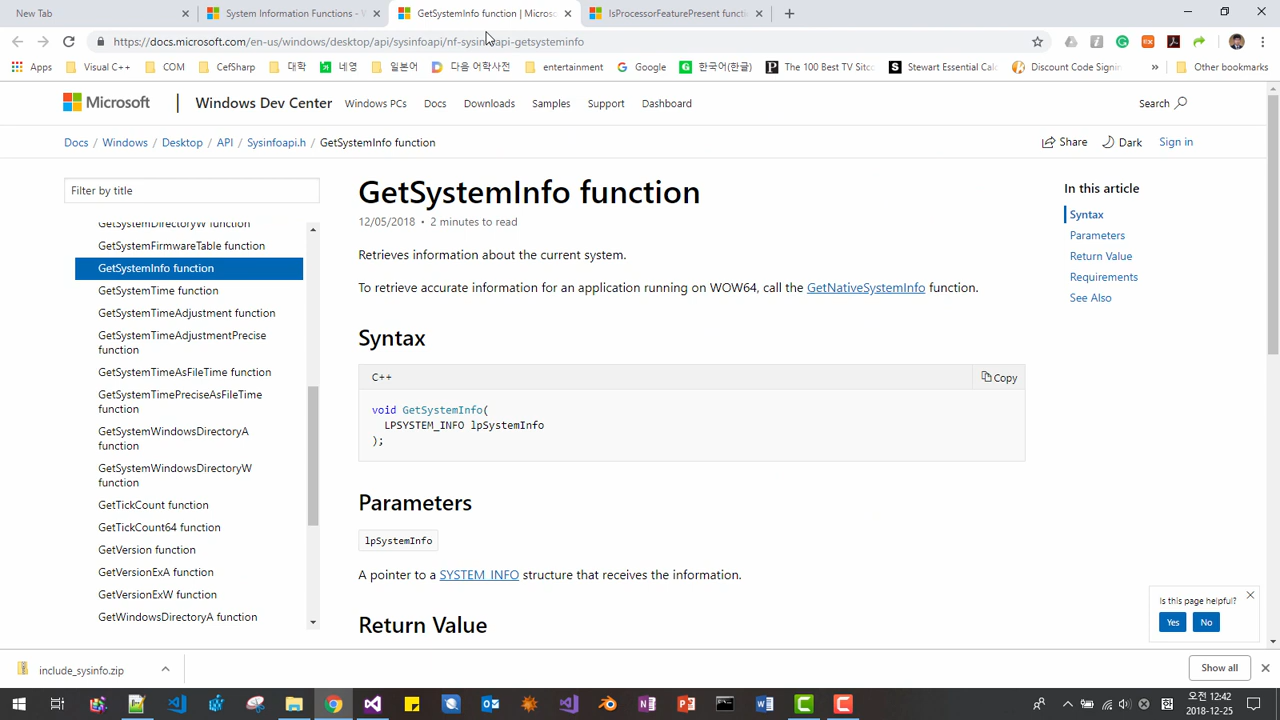 New Tab
System Information Functions - W
GetSystemInfo function | Micros
IsProcessorFeaturePresent functi
https://docs.microsoft.com/en-us/windows/desktop/api/sysinfoapi/nf-sysinfoapi-getsysteminfo
Apps
Visual C++
COM
CefSharp
대학
네영
일본어
다음 어학사전
entertainment
Google
한국어(한글)
The 100 Best TV Sitc
Stewart Essential Calc
Discount Code Signin
»
Other bookmarks
Microsoft
Windows Dev Center
Windows PCs
Docs
Downloads
Samples
Support
Dashboard
Search
Docs / Windows / Desktop / API / Sysinfoapi.h / GetSystemInfo function
Share
Dark
Sign in
Filter by title
GetSystemDirectoryW function
GetSystemFirmwareTable function
GetSystemInfo function
GetSystemTime function
GetSystemTimeAdjustment function
GetSystemTimeAdjustmentPrecise
function
GetSystemTimeAsFileTime function
GetSystemTimePreciseAsFileTime
function
GetSystemWindowsDirectoryA
function
GetSystemWindowsDirectoryW
function
GetTickCount function
GetTickCount64 function
GetVersion function
GetVersionExA function
GetVersionExW function
GetWindowsDirectoryA function
GetSystemInfo function
12/05/2018 • 2 minutes to read
Retrieves information about the current system.
To retrieve accurate information for an application running on WOW64, call the GetNativeSystemInfo function.
Syntax
C++
Copy
void GetSystemInfo(
LPSYSTEM_INFO lpSystemInfo
);
Parameters
lpSystemInfo
A pointer to a SYSTEM_INFO structure that receives the information.
Return Value
In this article
Syntax
Parameters
Return Value
Requirements
See Also
Is this page helpful?
Yes
No
include_sysinfo.zip
Show all
오전 12:42
2018-12-25